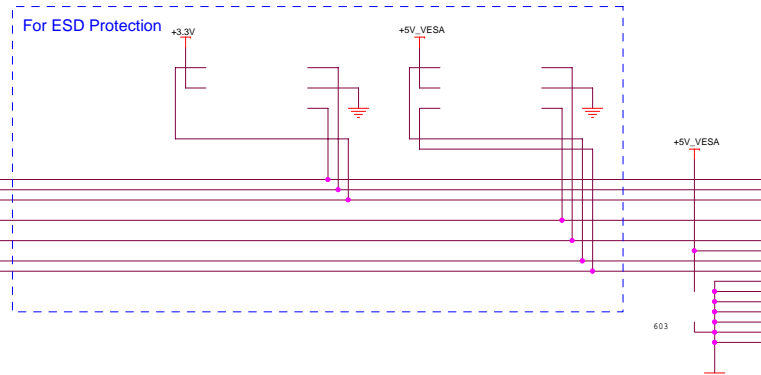 For ESD Protection
+3.3V
+5V_VESA
+5V_VESA
603